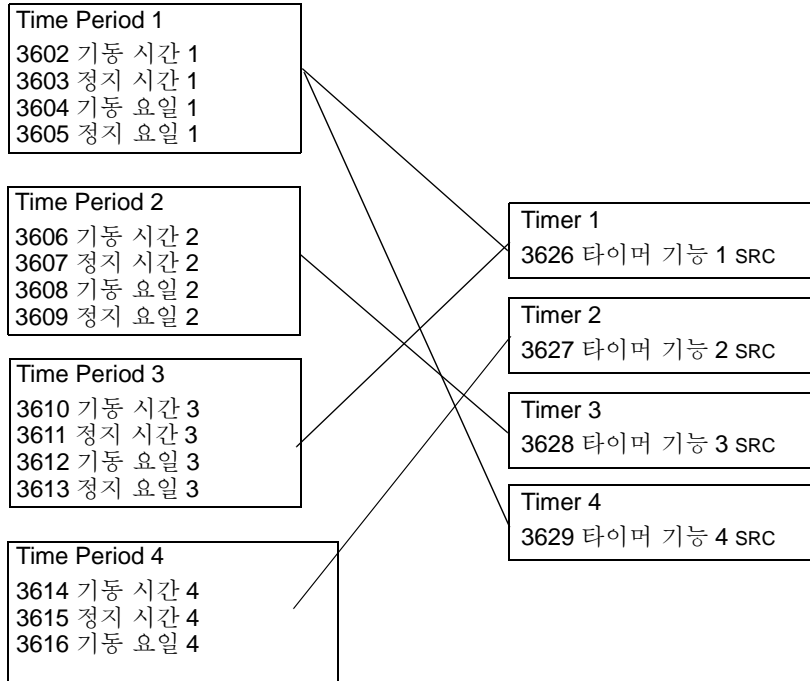 Time Period 1
3602 기동 시간 1
3603 정지 시간 1
3604 기동 요일 1
3605 정지 요일 1
Time Period 2
3606 기동 시간 2
3607 정지 시간 2
3608 기동 요일 2
3609 정지 요일 2
Time Period 3
3610 기동 시간 3
3611 정지 시간 3
3612 기동 요일 3
3613 정지 요일 3
Time Period 4
3614 기동 시간 4
3615 정지 시간 4
3616 기동 요일 4
Timer 1
3626 타이머 기능 1 SRC
Timer 2
3627 타이머 기능 2 SRC
Timer 3
3628 타이머 기능 3 SRC
Timer 4
3629 타이머 기능 4 SRC